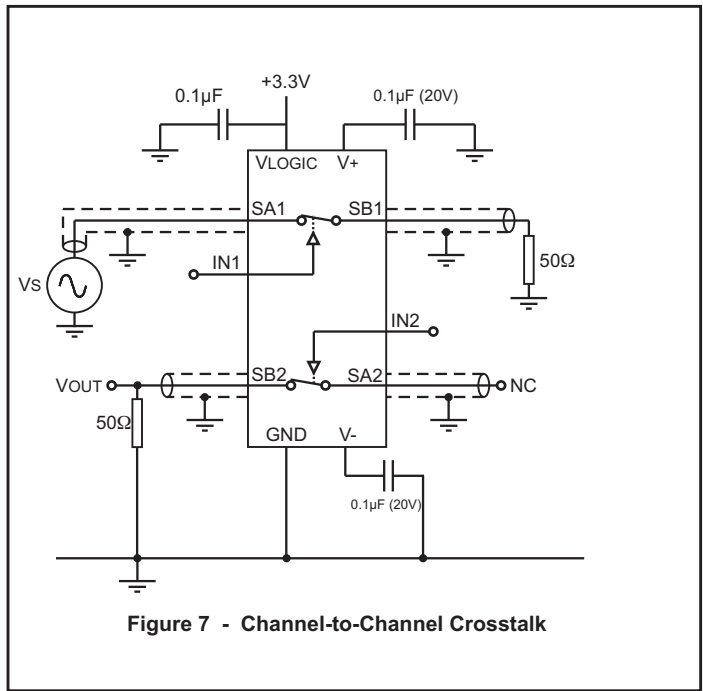 +3.3V
0.1µF
0.1µF (20V)
VLOGIC
V+
SA1
SB1
IN1
50Ω
VS
IN2
VOUT
SB2
SA2
NC
50Ω
GND
V-
0.1µF (20V)
Figure 7 - Channel-to-Channel Crosstalk